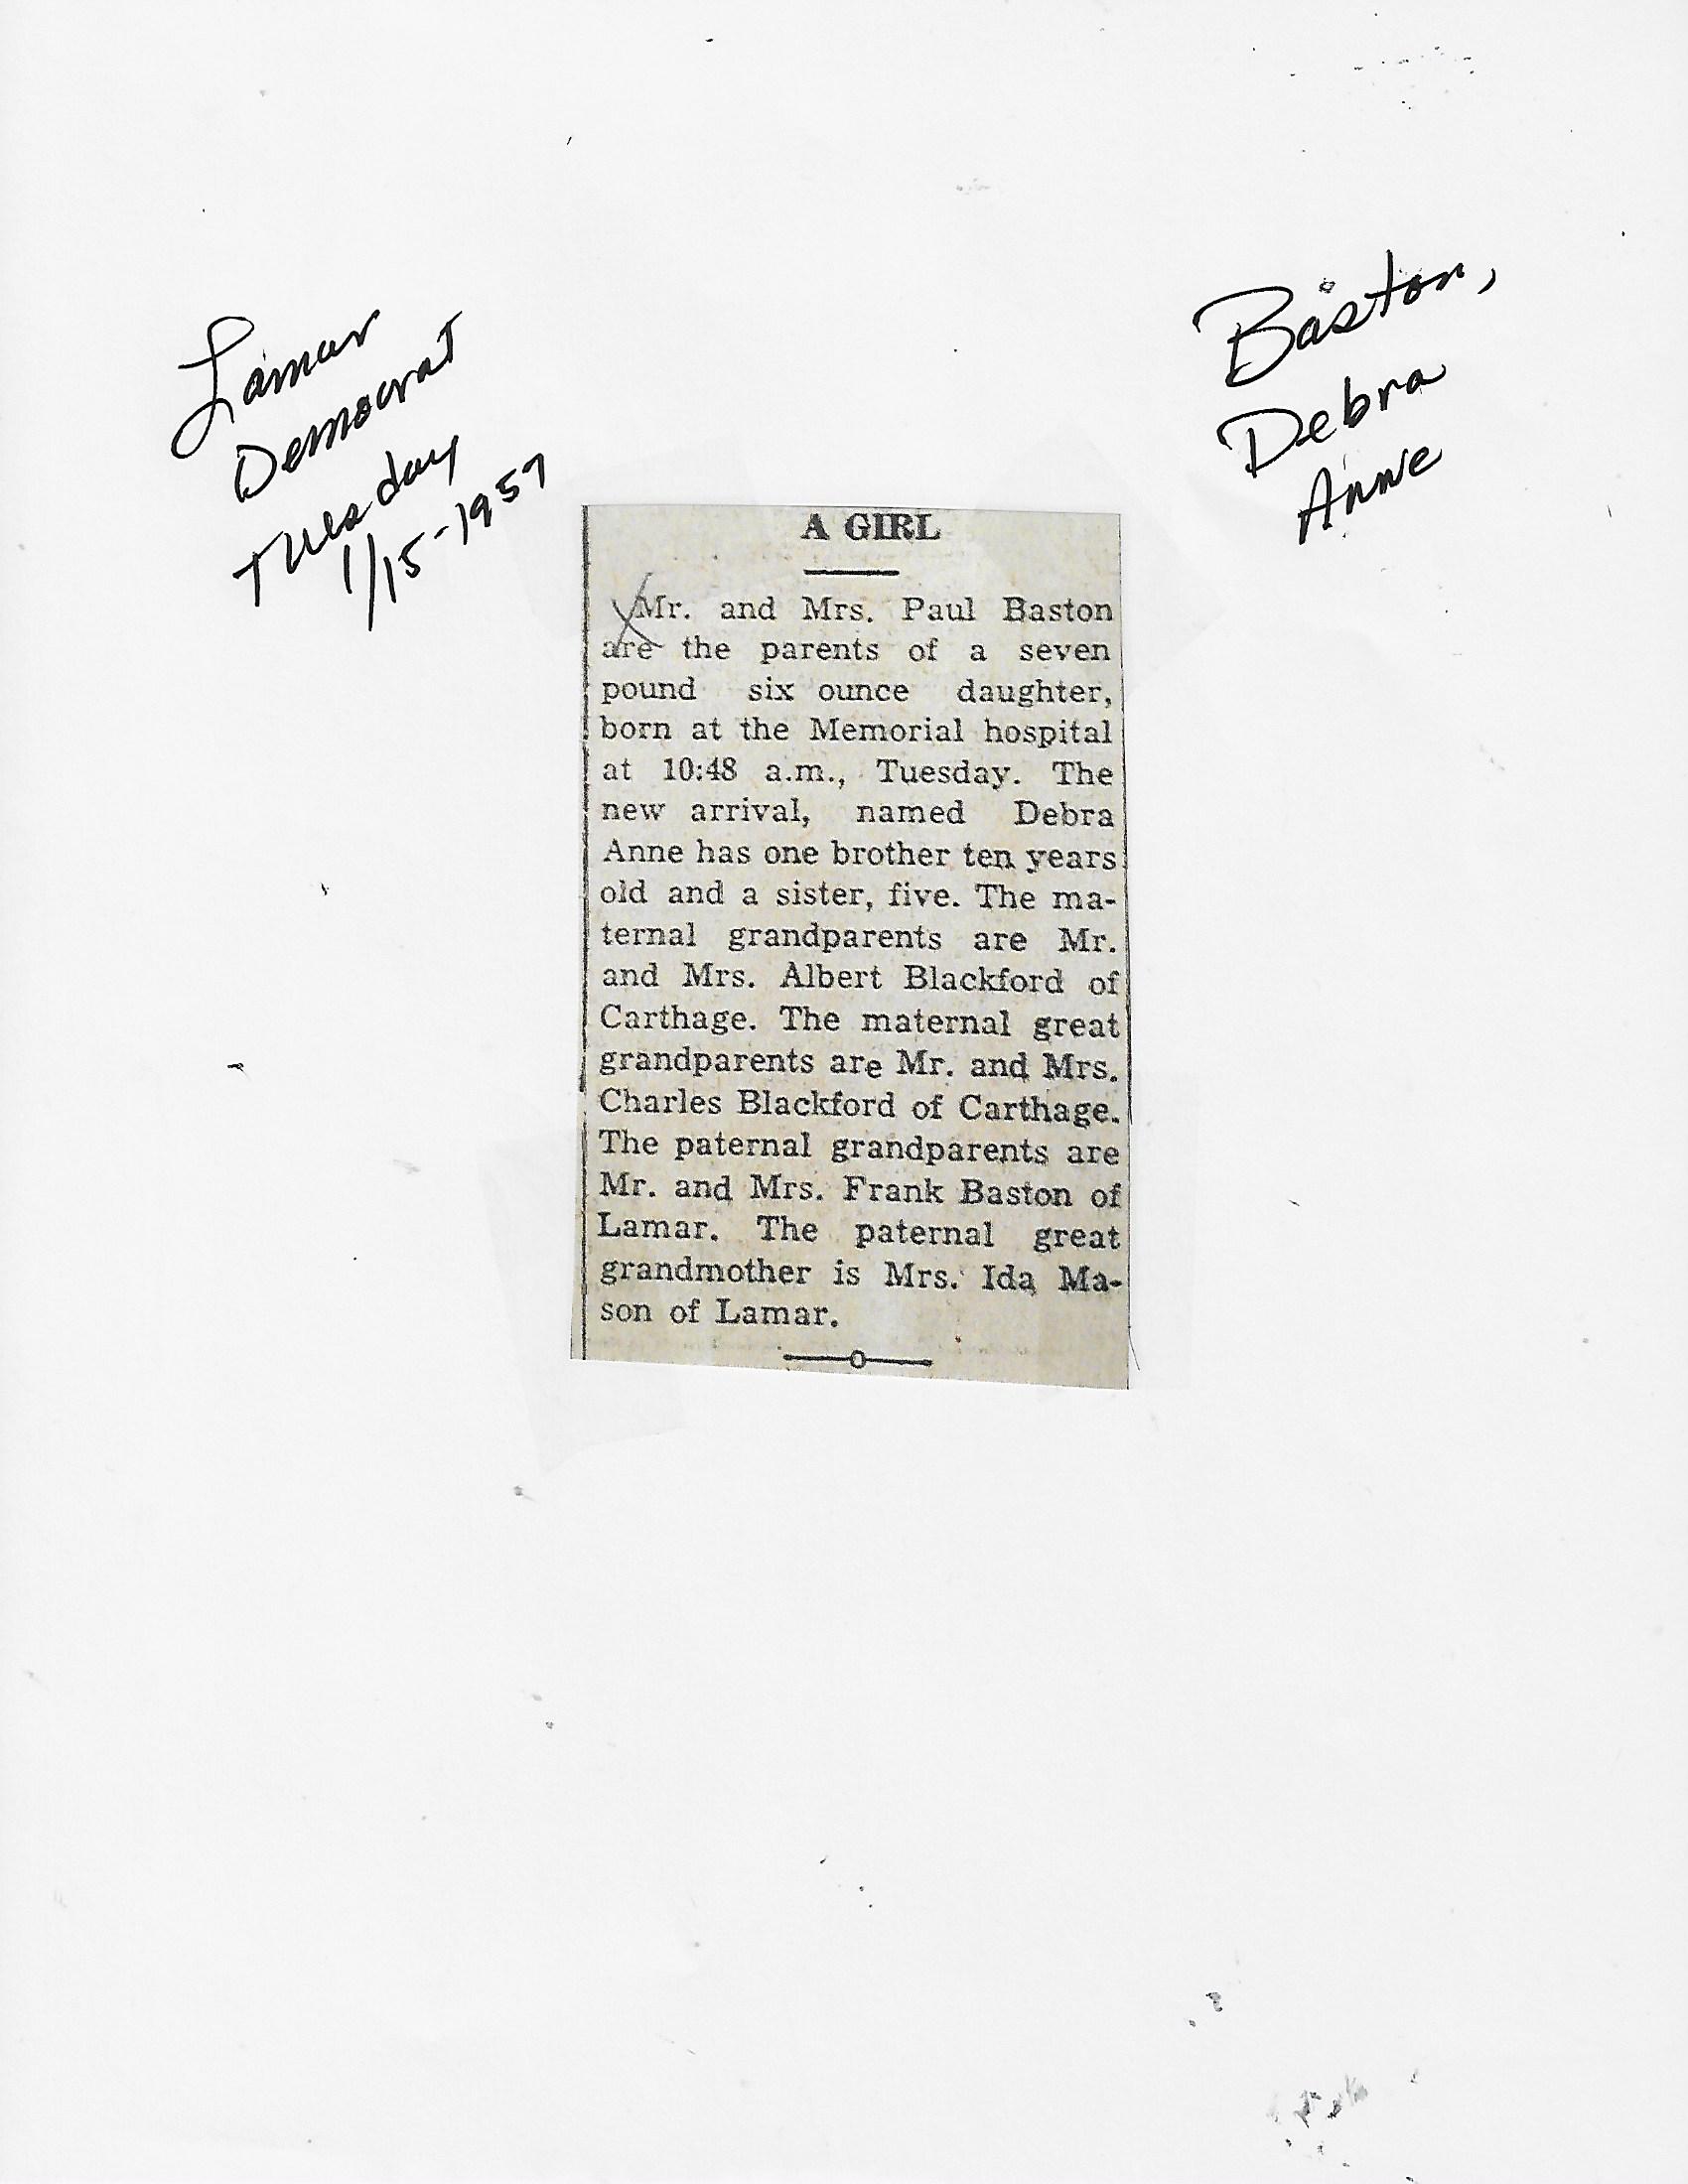 Lamar
Democrat
Tuesday
1/15-1957
Baston,
Debra
Anne
A GIRL
Mr. and Mrs. Paul Baston
are the parents of a seven
pound six ounce daughter,
born at the Memorial hospital
at 10:48 a.m., Tuesday. The
new arrival, named Debra
Anne has one brother ten years
old and a sister, five. The ma-
ternal grandparents are Mr.
and Mrs. Albert Blackford of
Carthage. The maternal great
grandparents are Mr. and Mrs.
Charles Blackford of Carthage.
The paternal grandparents are
Mr. and Mrs. Frank Baston of
Lamar. The paternal great
grandmother is Mrs. Ida Ma-
son of Lamar.